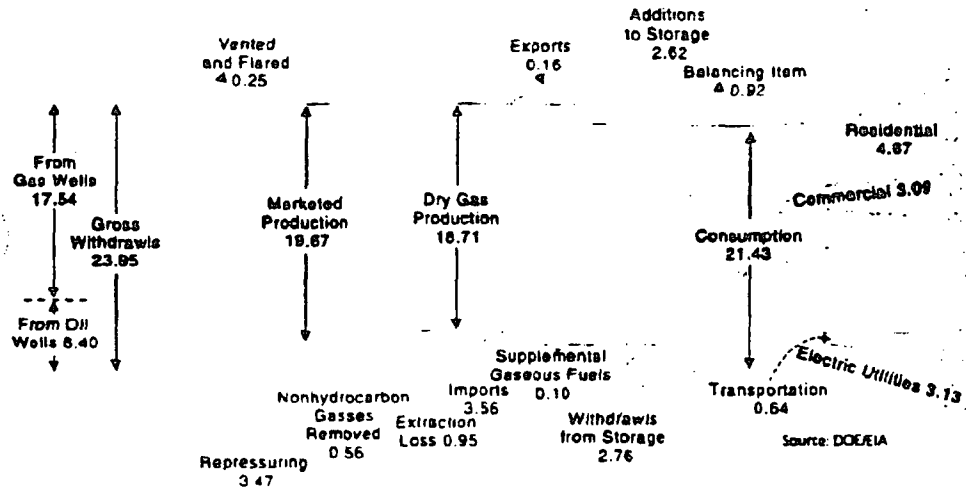 Vented
and Flared
0.25
Exports
0.16
Additions
to Storage
2.62
Balancing Item
0.92
From
Gas Wells
17.54
Gross
Withdrawls
23.95
From Oil
Wells 6.40
Marketed
Production
19.67
Dry Gas
Production
18.71
Consumption
21.43
Residential
4.87
Commercial 3.09
Electric Utilities 3.13
Transportation
0.64
Supplemental
Gaseous Fuels
0.10
Imports
3.56
Withdrawls
from Storage
2.76
Nonhydrocarbon
Gasses
Removed
0.56
Extraction
Loss 0.95
Repressuring
3.47
Source: DOE/EIA